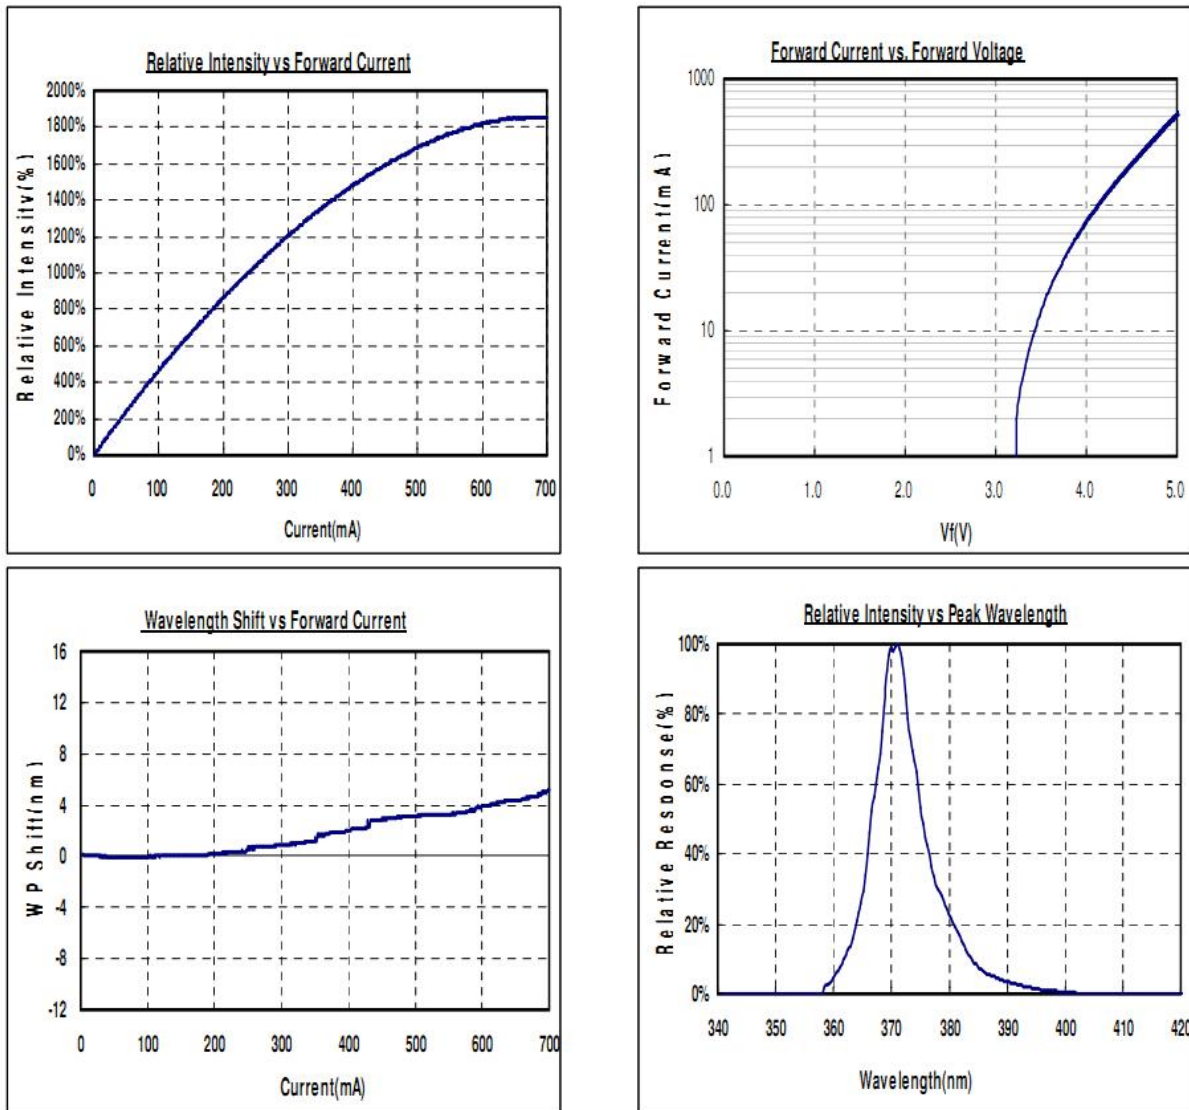 Relative Intensity vs Forward Current
2000%
1800%
1600%
1400%
1200%
1000%
800%
600%
400%
200%
0%
Relative Intensitv(%)
0 100 200 300 400 500 600 700
Current(mA)
Forward Current vs. Forward Voltage
1000
100
10
1
Forward Current(mA)
0.0 1.0 2.0 3.0 4.0 5.0
Vf(V)
Wavelength Shift vs Forward Current
16
12
8
4
0
-4
-8
-12
WP Shift(nm)
0 100 200 300 400 500 600 700
Current(mA)
Relative Intensity vs Peak Wavelength
100%
80%
60%
40%
20%
0%
Relative Response(%)
340 350 360 370 380 390 400 410 420
Wavelength(nm)